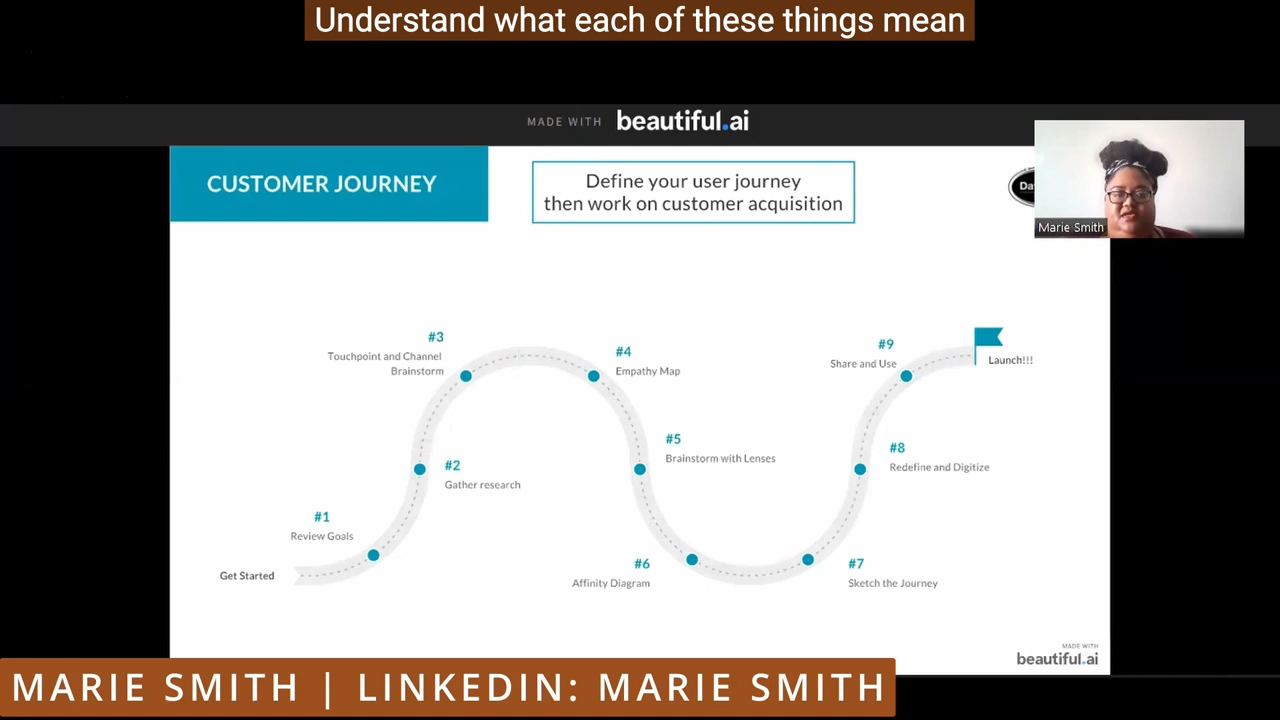 Understand what each of these things mean
MADE WITH beautiful.ai
CUSTOMER JOURNEY
Define your user journey
then work on customer acquisition
Da
Marie Smith
#3
Touchpoint and Channel
Brainstorm
#4
Empathy Map
#9
Share and Use
Launch!!!
#5
Brainstorm with Lenses
#8
Redefine and Digitize
#2
Gather research
#1
Review Goals
Get Started
#6
Affinity Diagram
#7
Sketch the Journey
MADE WITH
beautiful.ai
MARIE SMITH | LINKEDIN: MARIE SMITH